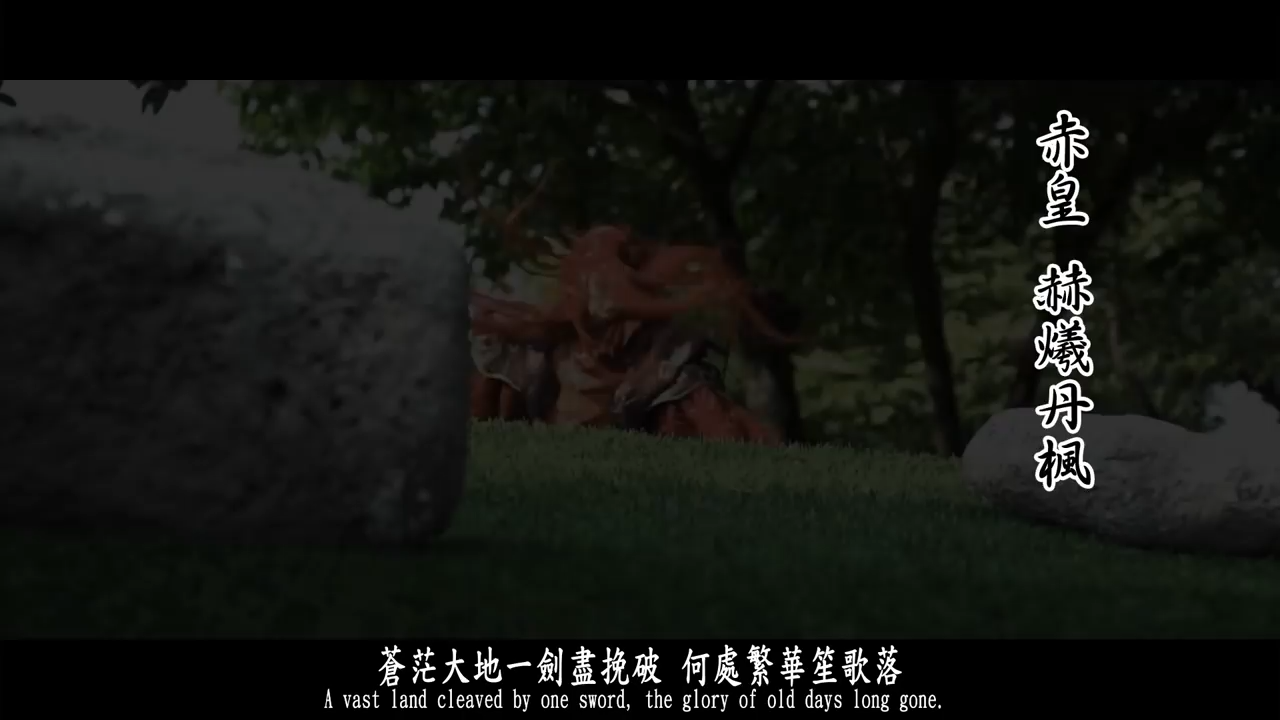 赤皇 赫燨丹楓
蒼茫大地一劍盡挽破 何處繁華笙歌落
A vast land cleaved by one sword, the glory of old days long gone.